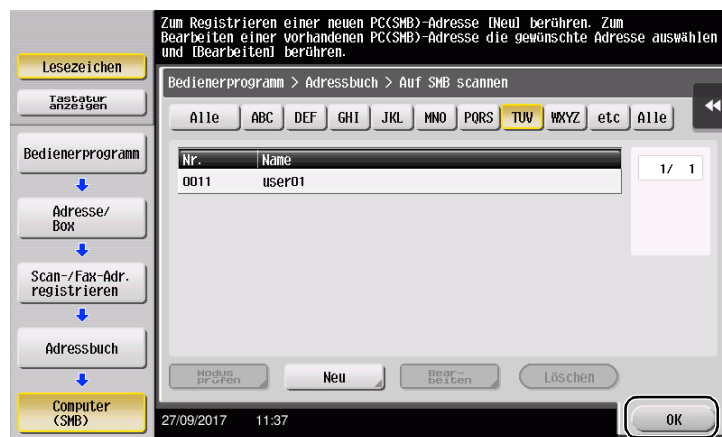 Zum Registrieren einer neuen PC(SMB)-Adresse [Neu] berühren. Zum
Bearbeiten einer vorhandenen PC(SMB)-Adresse die gewünschte Adresse auswählen
und [Bearbeiten] berühren.
Lesezeichen
Tastatur
anzeigen
Bedienerprogramm
Adresse/
Box
Scan-/Fax-Adr.
registrieren
Adressbuch
Computer
(SMB)
Bedienerprogramm > Adressbuch > Auf SMB scannen
Alle ABC DEF GHI JKL MNO PQRS TUV WXYZ etc Alle
Nr. Name
0011 user01
1/ 1
Modus
prüfen
Neu
Bear-
beiten
Löschen
27/09/2017 11:37
OK